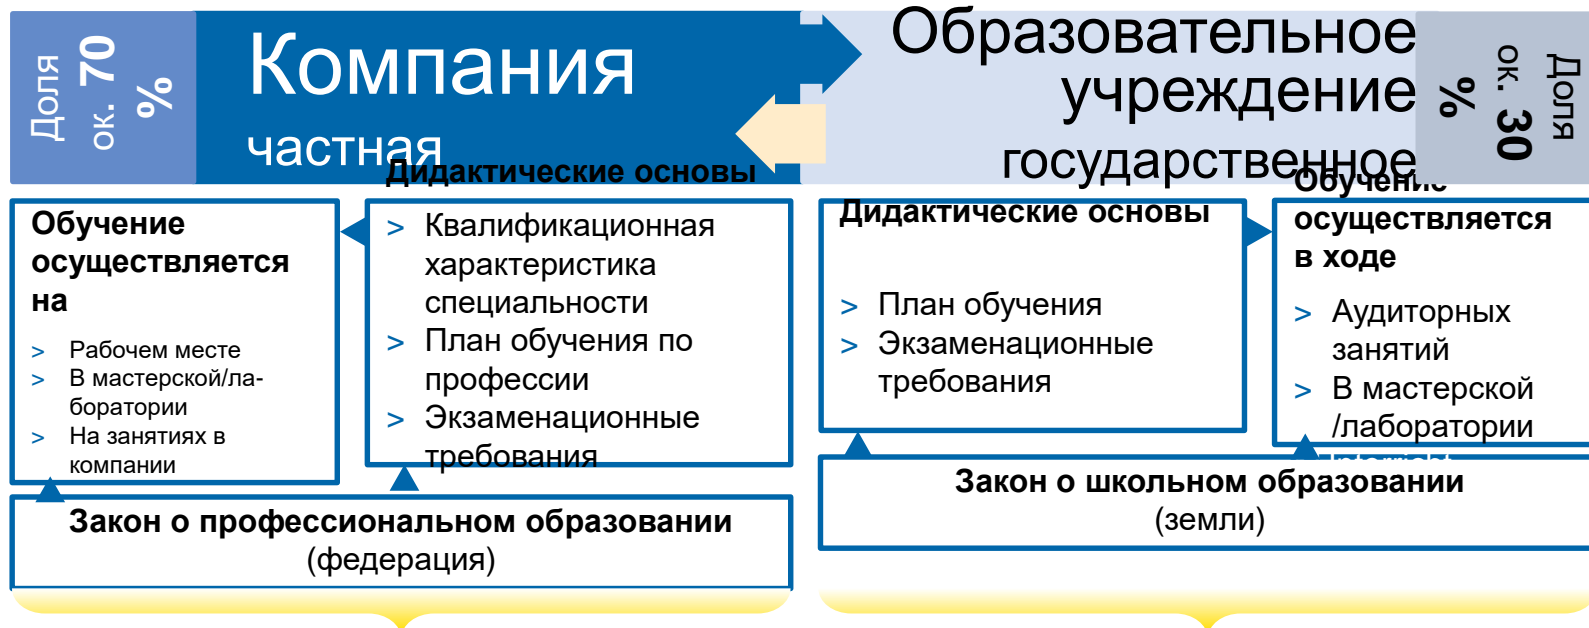 Доля
ок. 70
%
Компания
частная
Образовательное
учреждение
государственное
Доля
ок. 30
%
Обучение
осуществляется
на
> Рабочем месте
> В мастерской/ла-
боратории
> На занятиях в
компании
Дидактические основы
> Квалификационная
характеристика
специальности
> План обучения по
профессии
> Экзаменационные
требования
Дидактические основы
> План обучения
> Экзаменационные
требования
Обучение
осуществляется
в ходе
> Аудиторных
занятий
> В мастерской
/лаборатории
Закон о профессиональном образовании
(федерация)
Закон о школьном образовании
(земли)